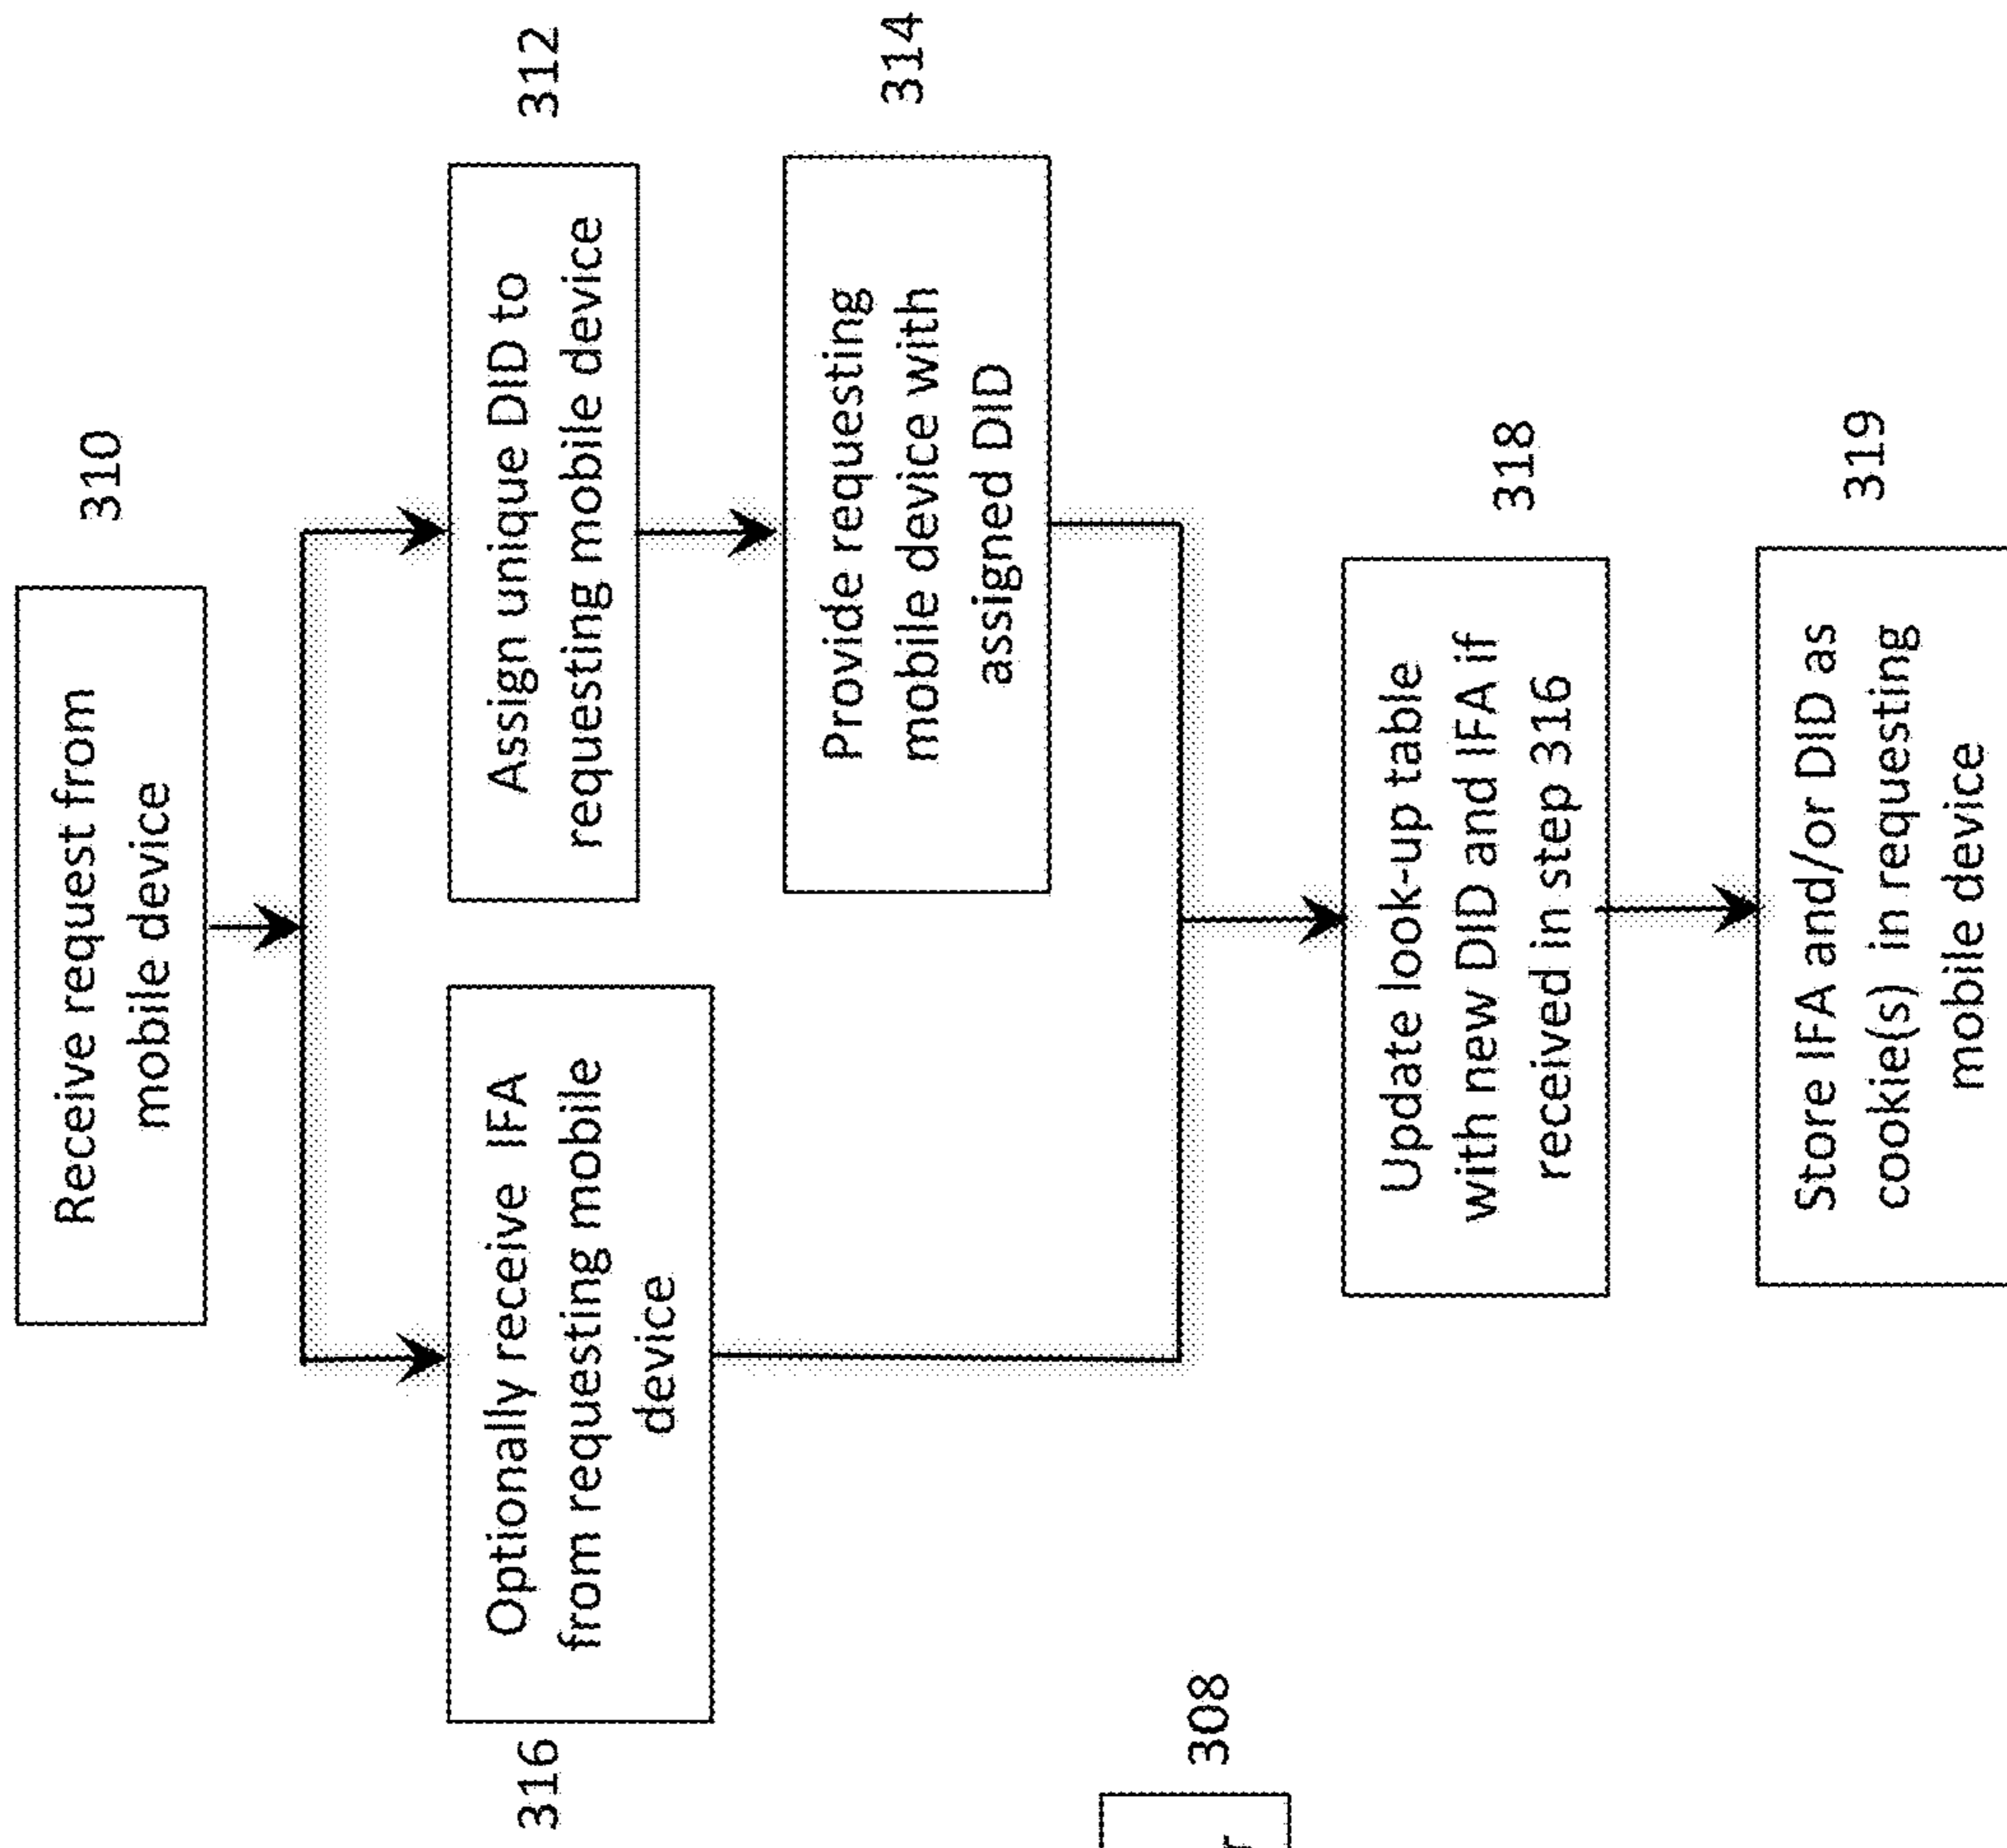 310
Receive request from
mobile device
316
Optionally receive IFA
from requesting mobile
device
312
Assign unique DID to
requesting mobile device
314
Provide requesting
mobile device with
assigned DID
308
318
Update look-up table
with new DID and IFA if
received in step 316
319
Store IFA and/or DID as
cookie(s) in requesting
mobile device